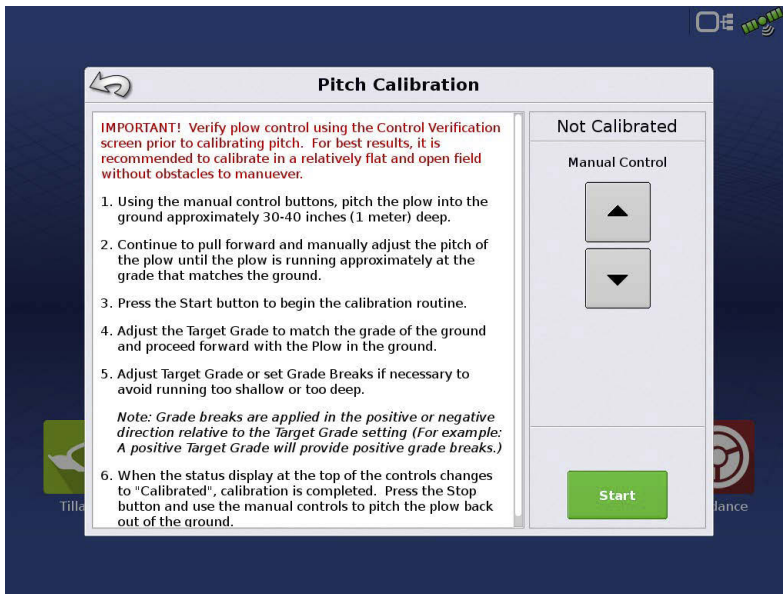 Pitch Calibration
IMPORTANT! Verify plow control using the Control Verification
screen prior to calibrating pitch. For best results, it is
recommended to calibrate in a relatively flat and open field
without obstacles to manuever.
1. Using the manual control buttons, pitch the plow into the
ground approximately 30-40 inches (1 meter) deep.
2. Continue to pull forward and manually adjust the pitch of
the plow until the plow is running approximately at the
grade that matches the ground.
3. Press the Start button to begin the calibration routine.
4. Adjust the Target Grade to match the grade of the ground
and proceed forward with the Plow in the ground.
5. Adjust Target Grade or set Grade Breaks if necessary to
avoid running too shallow or too deep.
Note: Grade breaks are applied in the positive or negative
direction relative to the Target Grade setting (For example:
A positive Target Grade will provide positive grade breaks.)
6. When the status display at the top of the controls changes
to "Calibrated", calibration is completed. Press the Stop
button and use the manual controls to pitch the plow back
out of the ground.
Not Calibrated
Manual Control
Start
Tilla
dance